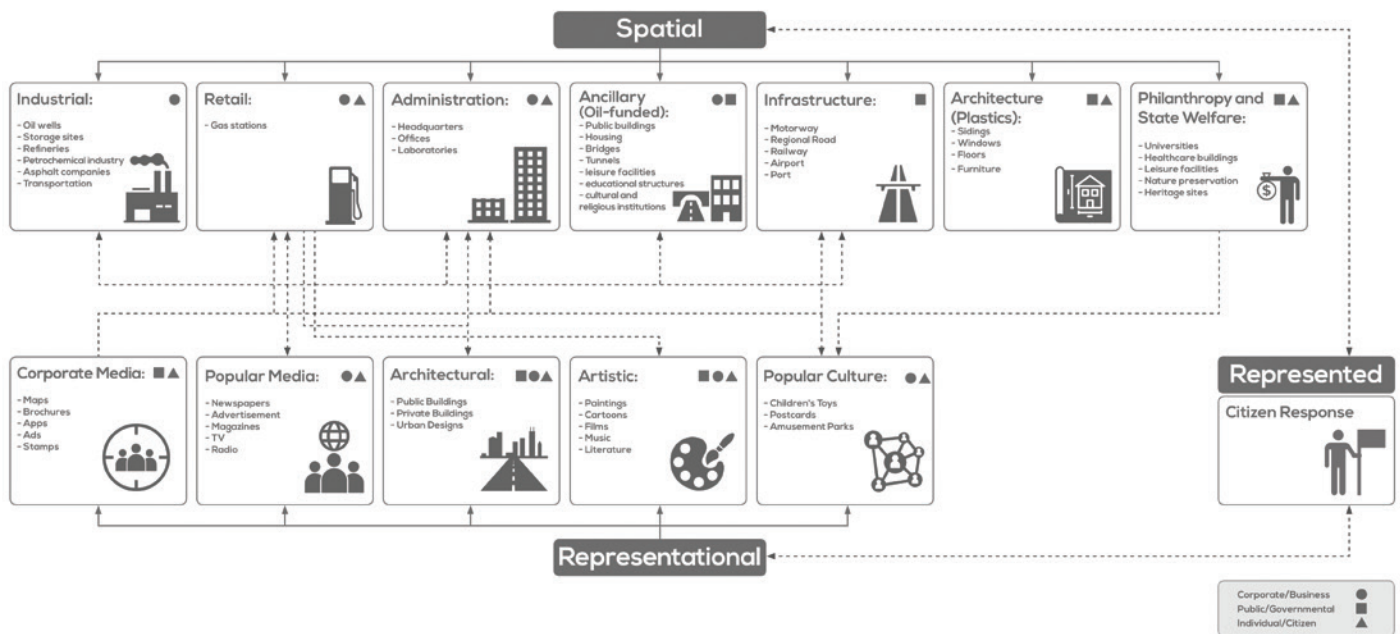 Spatial
Industrial:
- Oil wells
- Storage sites
- Refineries
- Petrochemical industry
- Asphalt companies
- Transportation
Retail:
- Gas stations
Administration:
- Headquarters
- Offices
- Laboratories
Ancillary
(Oil-funded):
- Public buildings
- Housing
- Bridges
- Tunnels
- leisure facilities
- educational structures
- cultural and
religious institutions
Infrastructure:
- Motorway
- Regional Road
- Railway
- Airport
- Port
Architecture
(Plastics):
- Sidings
- Windows
- Floors
- Furniture
Philanthropy and
State Welfare:
- Universities
- Healthcare buildings
- Leisure facilities
- Nature preservation
- Heritage sites
$
Corporate Media:
- Maps
- Brochures
- Apps
- Ads
- Stamps
Popular Media:
- Newspapers
- Advertisement
- Magazines
- TV
- Radio
Architectural:
- Public Buildings
- Private Buildings
- Urban Designs
Artistic:
- Paintings
- Cartoons
- Films
- Music
- Literature
Popular Culture:
- Children's Toys
- Postcards
- Amusement Parks
Represented
Citizen Response
Representational
Corporate/Business
Public/Governmental
Individual/Citizen